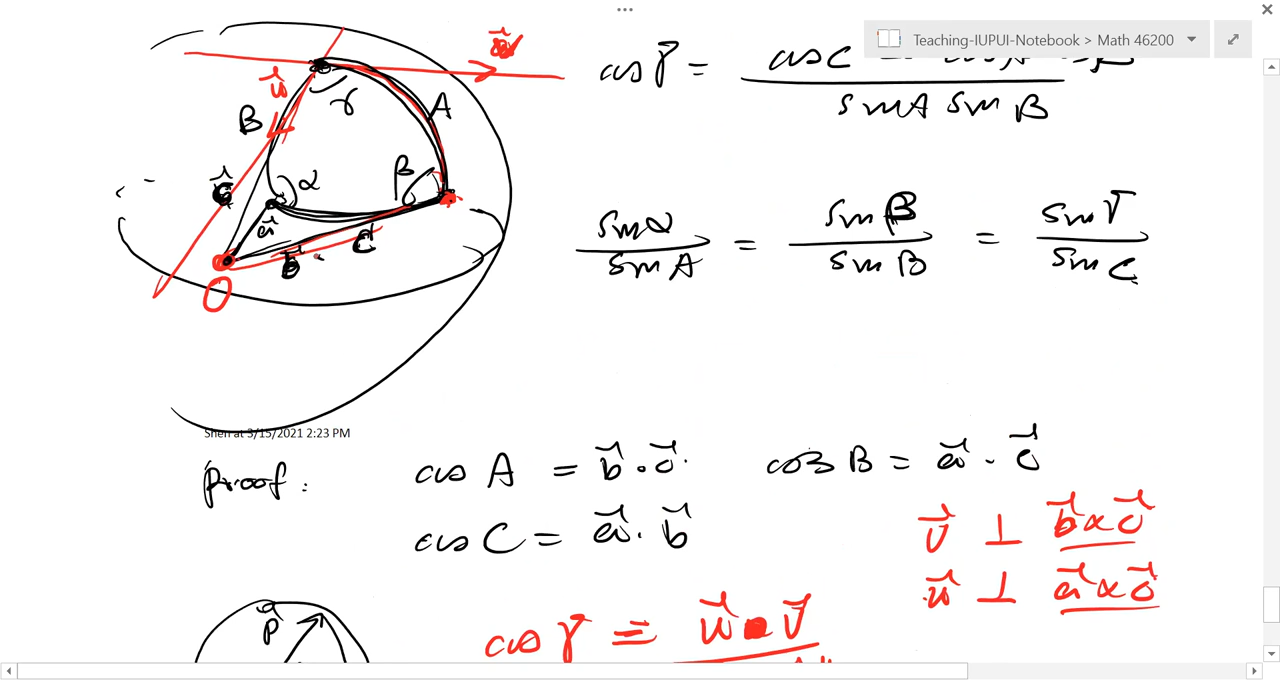 Teaching-IUPUI-Notebook > Math 46200
cos γ = cos C
sin A sin B
u⃗
γ
A
B
c⃗
α
β
a⃗
b⃗
C
O
sin α / sin A = sin β / sin B = sin γ / sin C
Shen at 3/15/2021 2:23 PM
Proof: cos A = b⃗ · c⃗ cos B = a⃗ · c⃗
cos C = a⃗ · b⃗
v⃗ ⊥ b⃗ × c⃗
u⃗ ⊥ a⃗ × c⃗
P
cos γ = u⃗ · v⃗